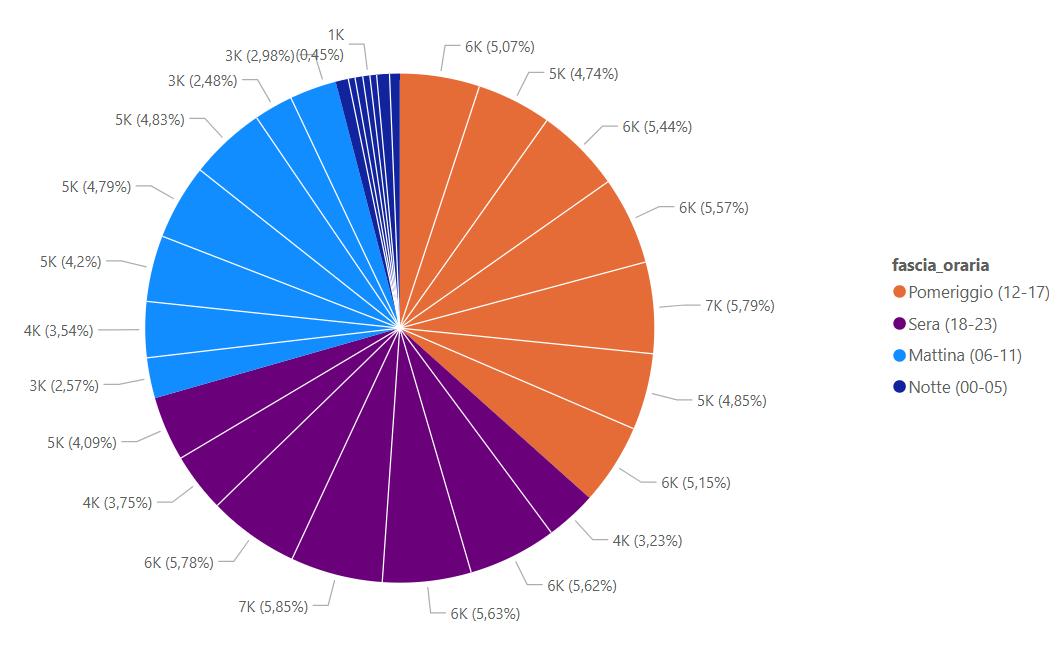 1K
3K (2,98%)
(0,45%)
6K (5,07%)
5K (4,74%)
6K (5,44%)
6K (5,57%)
7K (5,79%)
5K (4,85%)
6K (5,15%)
4K (3,23%)
6K (5,62%)
6K (5,63%)
7K (5,85%)
6K (5,78%)
4K (3,75%)
5K (4,09%)
3K (2,57%)
4K (3,54%)
5K (4,2%)
5K (4,79%)
5K (4,83%)
3K (2,48%)
fascia_oraria
Pomeriggio (12-17)
Sera (18-23)
Mattina (06-11)
Notte (00-05)